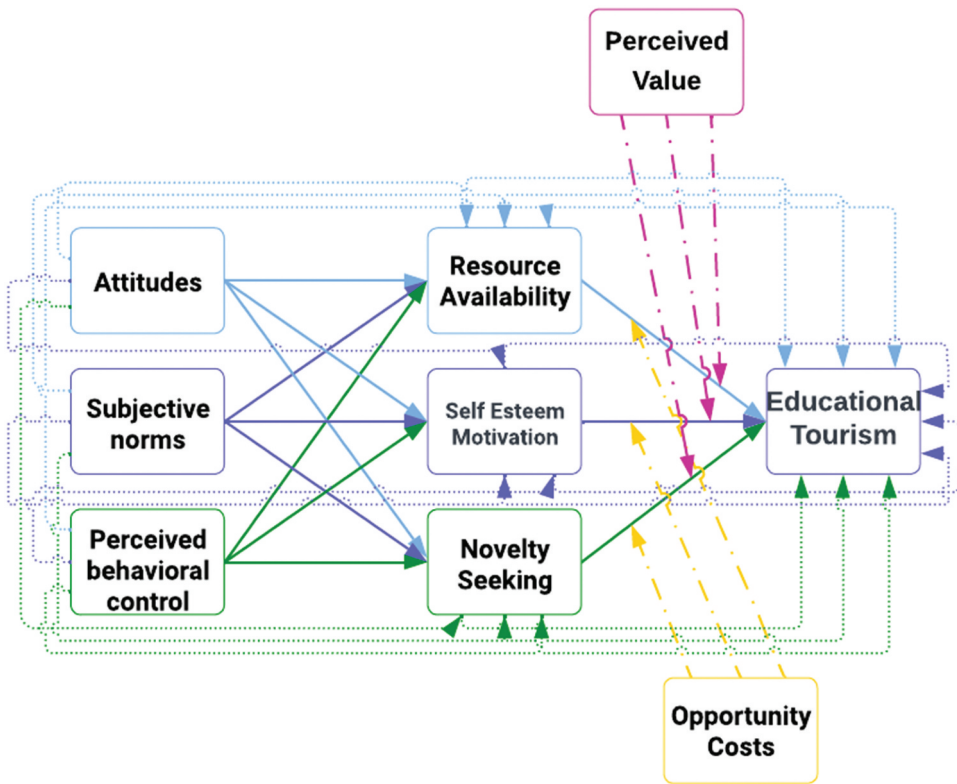 Perceived
Value
Attitudes
Resource
Availability
Subjective
norms
Self Esteem
Motivation
Educational
Tourism
Perceived
behavioral
control
Novelty
Seeking
Opportunity
Costs